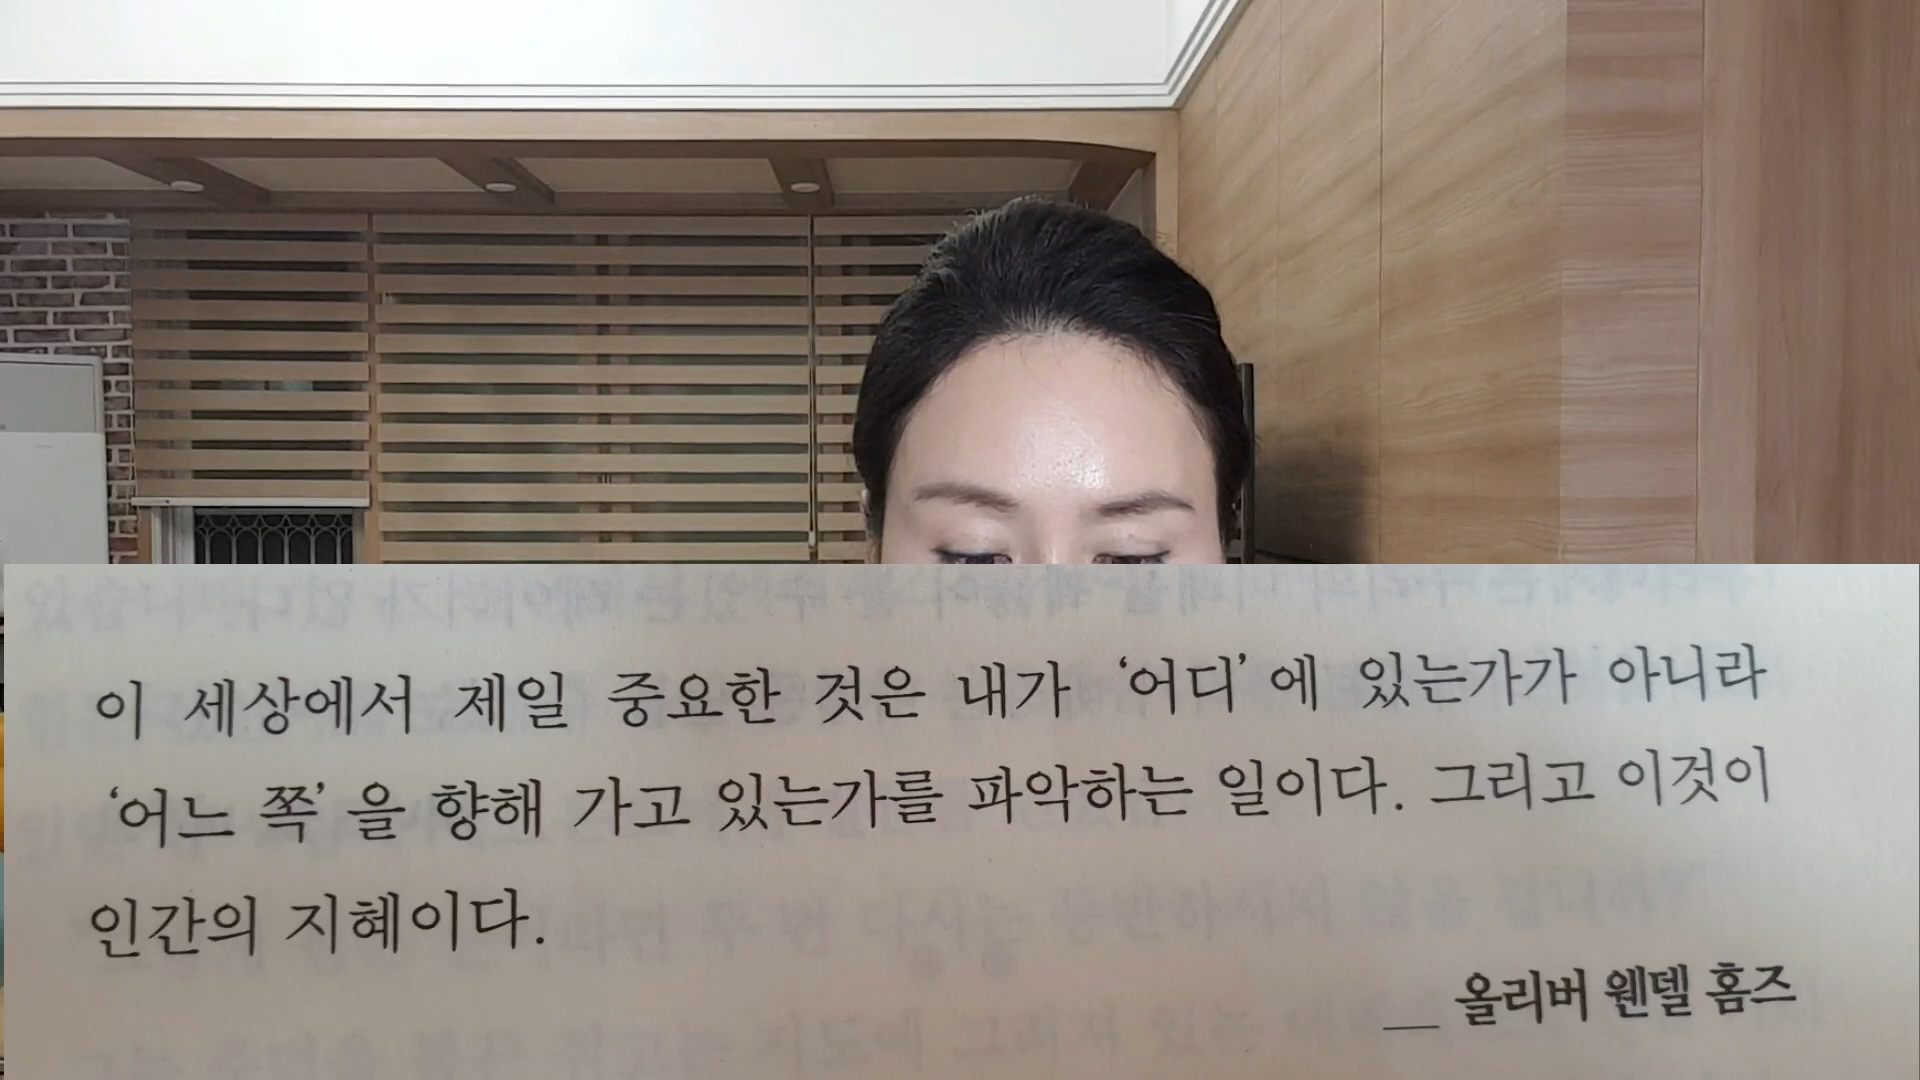 이 세상에서 제일 중요한 것은 내가 ‘어디’에 있는가가 아니라
‘어느 쪽’을 향해 가고 있는가를 파악하는 일이다. 그리고 이것이
인간의 지혜이다.
__ 올리버 웬델 홈즈